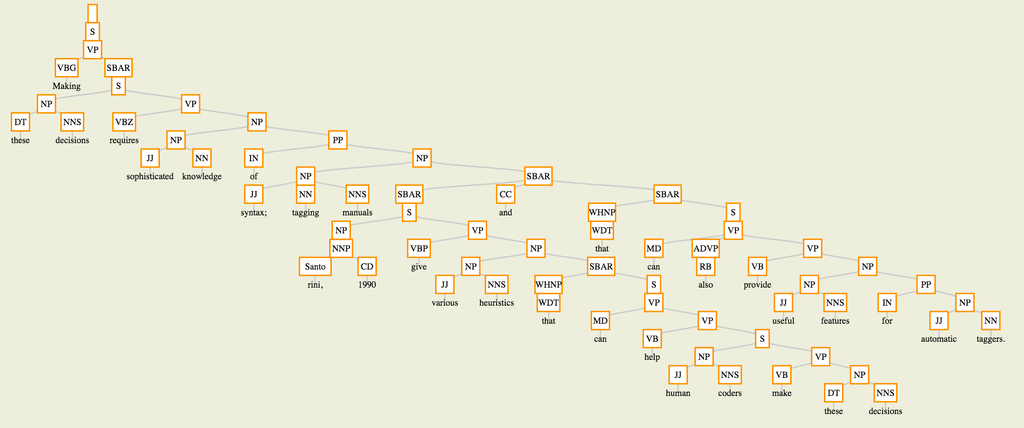 S
VP
VBG SBAR
Making S
NP VP
DT NNS VBZ NP
these decisions requires NP PP
JJ NN IN NP
sophisticated knowledge of NP SBAR
JJ NN NNS SBAR CC SBAR
syntax; tagging manuals S and WHNP S
NP VP WDT VP
NNP VBP NP that MD ADVP VP
Santo CD give NP SBAR can RB VB NP
rini, 1990 JJ NNS WHNP S also provide NP PP
various heuristics WDT VP JJ NNS IN NP
that MD VP useful features for JJ NN
can VB S automatic taggers.
help NP VP
JJ NNS VB NP
human coders make DT NNS
these decisions